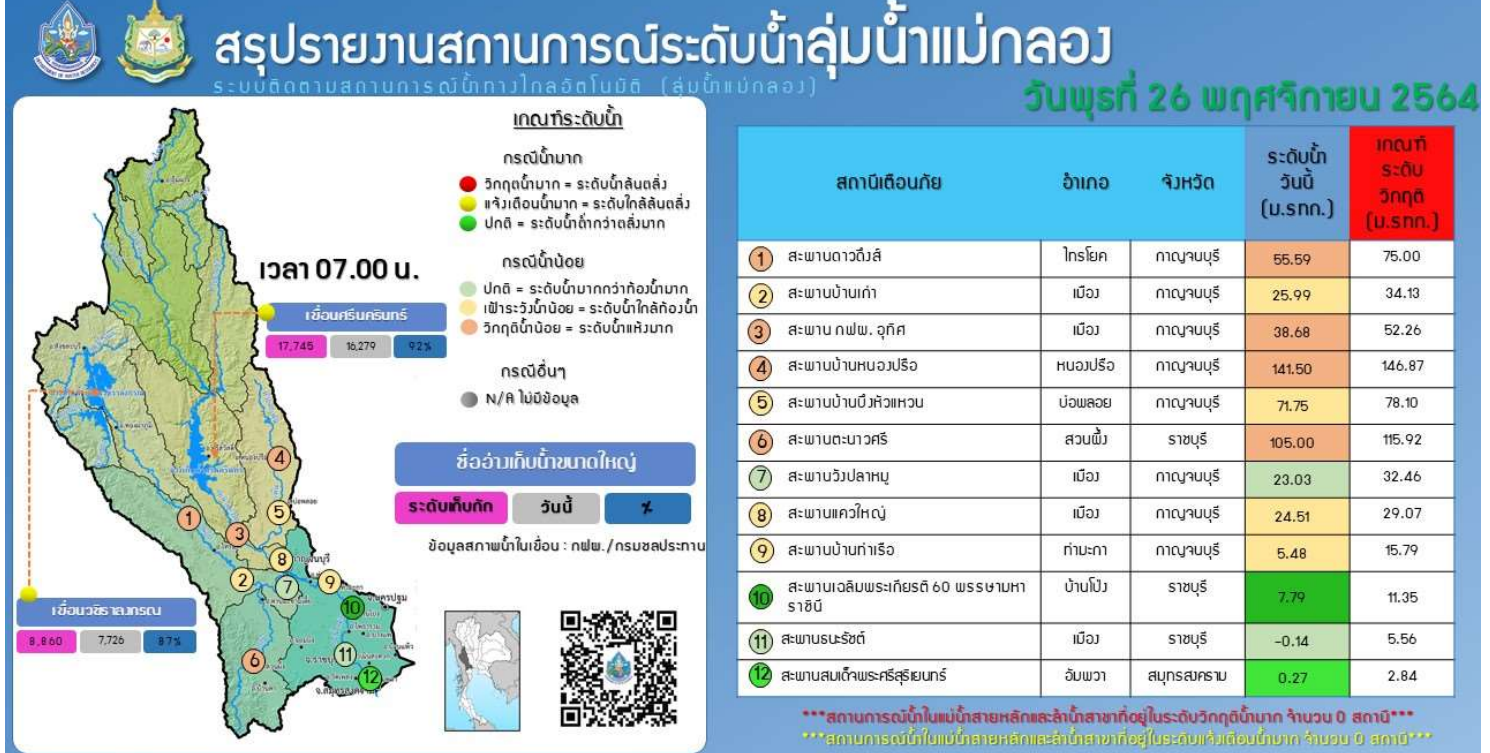 สรุปรายงานสถานการณ์ระดับน้ำลุ่มน้ำแม่กลอง
ระบบติดตามสถานการณ์น้ำทางไกลอัตโนมัติ (ลุ่มน้ำแม่กลอง)
วันพุธที่ 26 พฤศจิกายน 2564
เกณฑ์ระดับน้ำ
กรณีน้ำมาก
วิกฤตน้ำมาก = ระดับน้ำล้นตลิ่ง
แจ้งเตือนน้ำมาก = ระดับใกล้ล้นตลิ่ง
ปกติ = ระดับน้ำต่ำกว่าตลิ่งมาก
กรณีน้ำน้อย
ปกติ = ระดับน้ำมากกว่าท้องน้ำมาก
เฝ้าระวังน้ำน้อย = ระดับน้ำใกล้ท้องน้ำ
วิกฤติน้ำน้อย = ระดับน้ำแห้งมาก
กรณีอื่นๆ
N/A ไม่มีข้อมูล
เวลา 07.00 น.
เขื่อนศรีนครินทร์
17,745 16,279 92%
ชื่ออ่างเก็บน้ำขนาดใหญ่
ระดับเก็บกัก วันนี้ %
ข้อมูลสภาพน้ำในเขื่อน : กฟผ./กรมชลประทาน
เขื่อนวชิราลงกรณ
8,860 7,726 87%
4
5
1
3
8
2
7
9
10
11
6
12
สถานีเตือนภัย อำเภอ จังหวัด ระดับน้ำวันนี้ (ม.รทก.) เกณฑ์ระดับวิกฤติ (ม.รทก.)
1 สะพานดาวดึงส์ ไทรโยค กาญจนบุรี 55.59 75.00
2 สะพานบ้านเก่า เมือง กาญจนบุรี 25.99 34.13
3 สะพาน กฟผ. อุทิศ เมือง กาญจนบุรี 38.68 52.26
4 สะพานบ้านหนองปรือ หนองปรือ กาญจนบุรี 141.50 146.87
5 สะพานบ้านบึงหัวแหวน บ่อพลอย กาญจนบุรี 71.75 78.10
6 สะพานตะนาวศรี สวนผึ้ง ราชบุรี 105.00 115.92
7 สะพานวังปลาหมู เมือง กาญจนบุรี 23.03 32.46
8 สะพานแควใหญ่ เมือง กาญจนบุรี 24.51 29.07
9 สะพานบ้านท่าเรือ ท่ามะกา กาญจนบุรี 5.48 15.79
10 สะพานเฉลิมพระเกียรติ 60 พรรษามหา บ้านโป่ง ราชบุรี 7.79 11.35
ราชินี
11 สะพานธนะรัชต์ เมือง ราชบุรี -0.14 5.56
12 สะพานสมเด็จพระศรีสุริเยนทร์ อัมพวา สมุทรสงคราม 0.27 2.84
***สถานการณ์น้ำในแม่น้ำสายหลักและลำน้ำสาขาที่อยู่ในระดับวิกฤติน้ำมาก จำนวน 0 สถานี***
***สถานการณ์น้ำในแม่น้ำสายหลักและลำน้ำสาขาที่อยู่ในระดับแจ้งเตือนน้ำมาก จำนวน 0 สถานี***